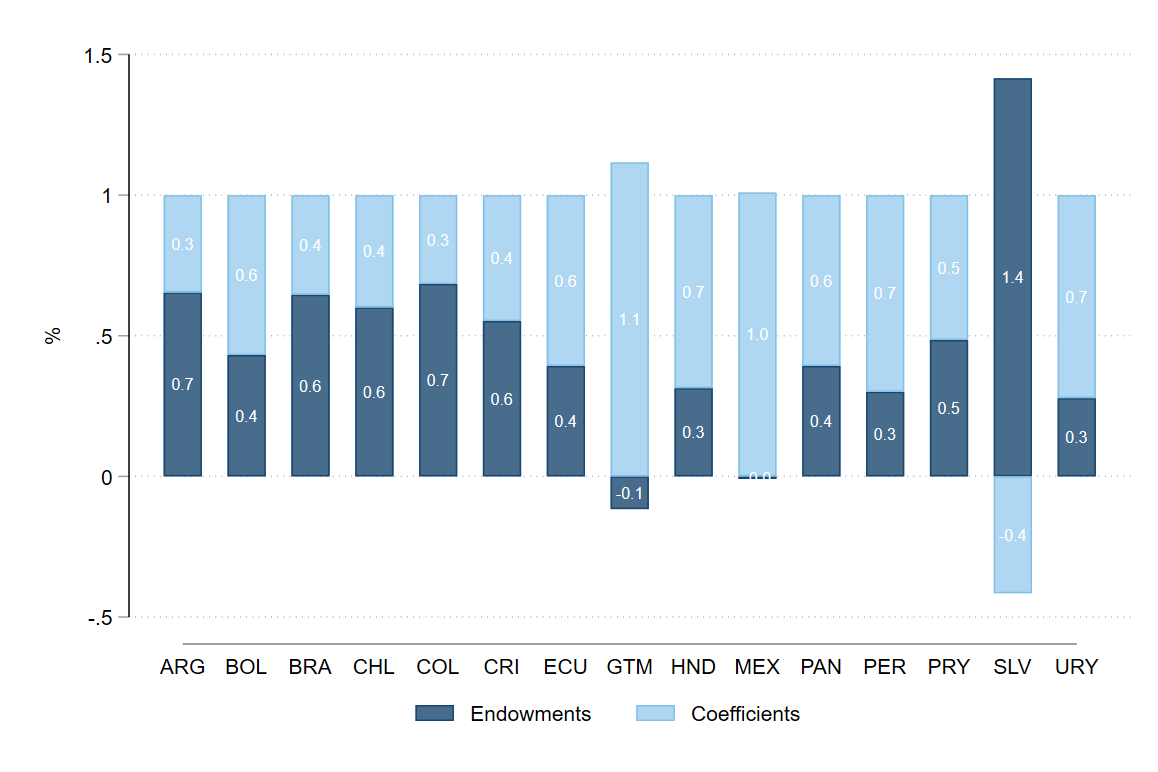 1.5
1
.5
0
-.5
%
0.3 0.6 0.4 0.4 0.3 0.4 0.6 1.1 0.7 1.0 0.6 0.7 0.5 -0.4 0.7
0.7 0.4 0.6 0.6 0.7 0.6 0.4 -0.1 0.3 -0.0 0.4 0.3 0.5 1.4 0.3
ARG BOL BRA CHL COL CRI ECU GTM HND MEX PAN PER PRY SLV URY
Endowments Coefficients